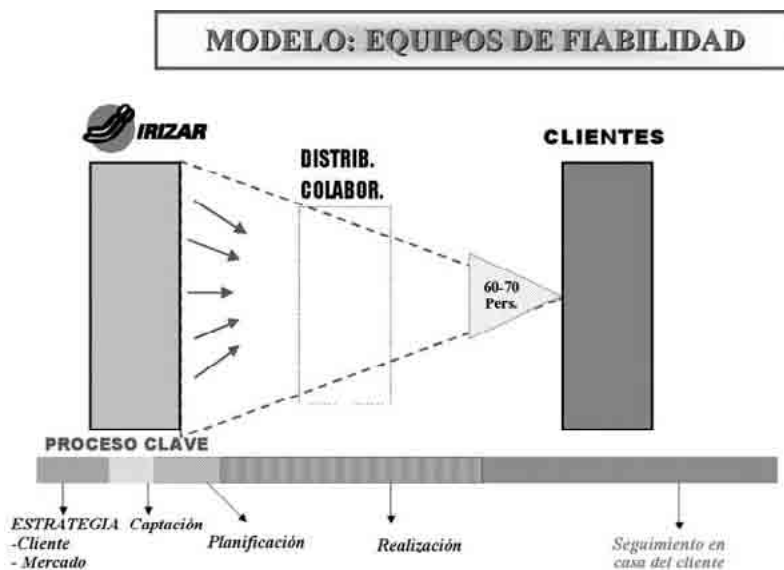 MODELO: EQUIPOS DE FIABILIDAD
IRIZAR
CLIENTES
DISTRIB.
COLABOR.
60-70
Pers.
PROCESO CLAVE
ESTRATEGIA
-Cliente
- Mercado
Captación
Planificación
Realización
Seguimiento en
casa del cliente